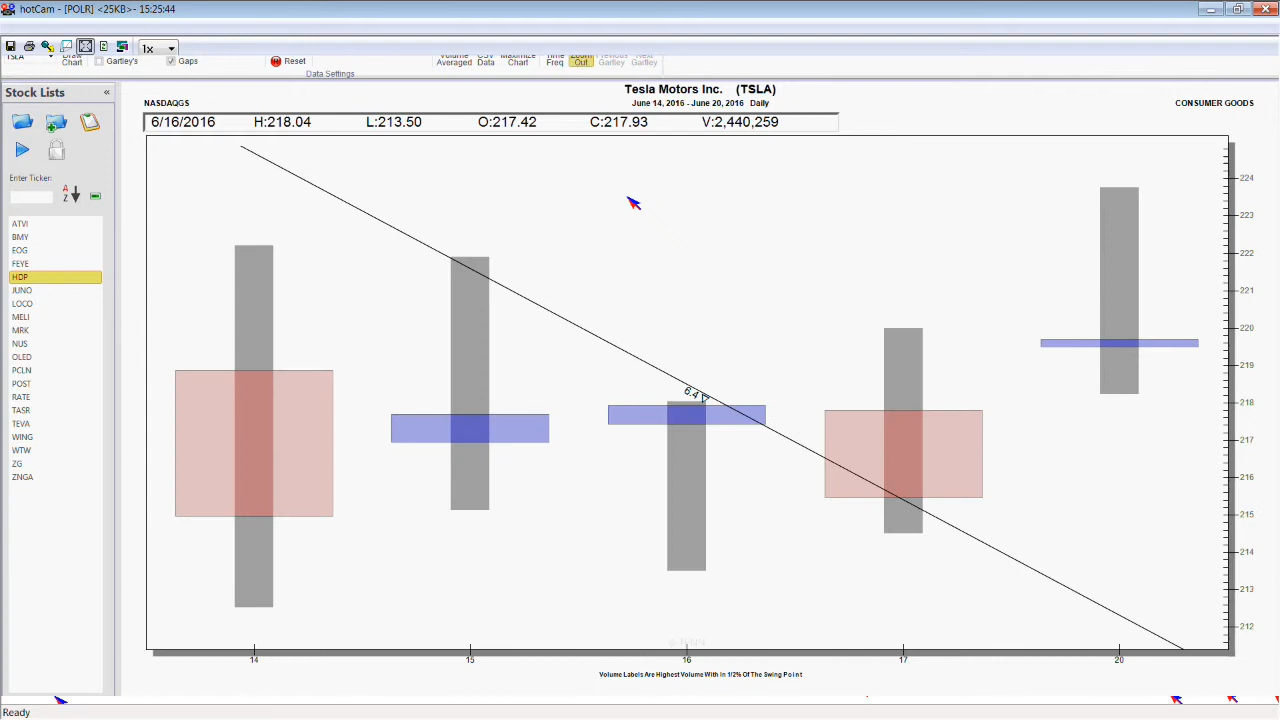 hotCam - [POLR] <25KB> - 15:25:44
1x
TSLA
Draw Chart
Gartley's
Gaps
Reset
Volume Averaged
CSV Data
Maximize Chart
Time Freq
Zoom Out
Previous Gartley
Next Gartley
Data Settings
Stock Lists «
Enter Ticker:
A
Z
ATVI
BMY
EOG
FEYE
HDP
JUNO
LOCO
MELI
MRK
NUS
OLED
PCLN
POST
RATE
TASR
TEVA
WING
WTW
ZG
ZNGA
Tesla Motors Inc. (TSLA)
NASDAQGS
June 14, 2016 - June 20, 2016 Daily
CONSUMER GOODS
6/16/2016 H:218.04 L:213.50 O:217.42 C:217.93 V:2,440,259
224
223
222
221
220
219
218
217
216
215
214
213
212
6.4
14 15 16 17 20
Volume Labels Are Highest Volume With In 1/2% Of The Swing Point
Ready